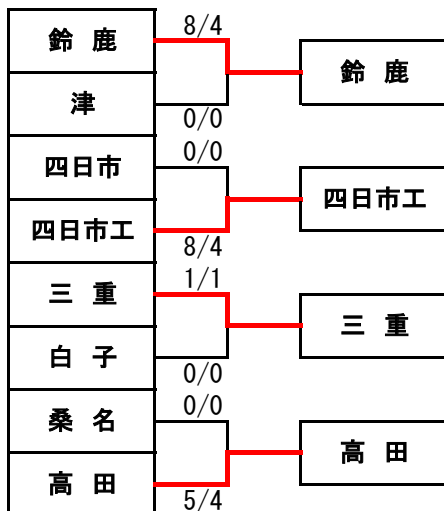 鈴 鹿
8/4
鈴 鹿
津
0/0
四日市
0/0
四日市工
四日市工
8/4
三 重
1/1
三 重
白 子
0/0
桑 名
0/0
高 田
高 田
5/4